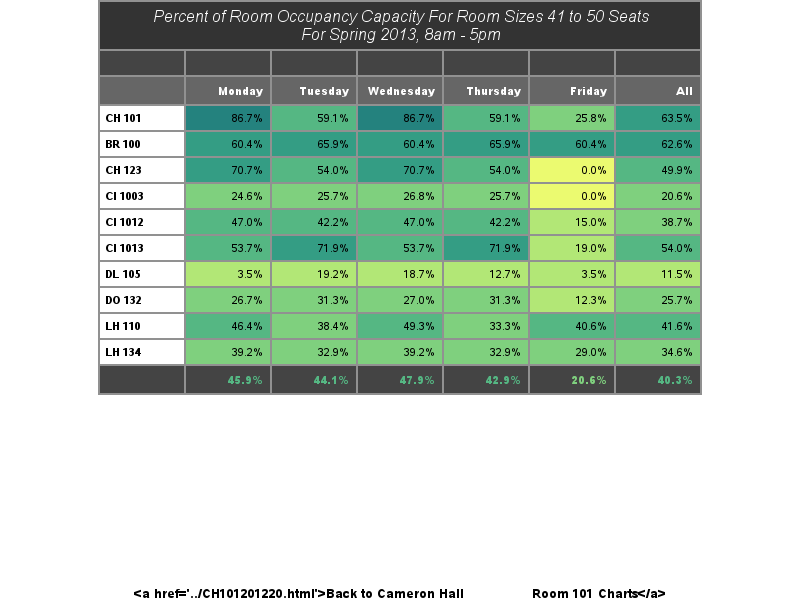 Percent of Room Occupancy Capacity For Room Sizes 41 to 50 Seats
For Spring 2013, 8am - 5pm
Monday Tuesday Wednesday Thursday Friday All
CH 101 86.7% 59.1% 86.7% 59.1% 25.8% 63.5%
BR 100 60.4% 65.9% 60.4% 65.9% 60.4% 62.6%
CH 123 70.7% 54.0% 70.7% 54.0% 0.0% 49.9%
CI 1003 24.6% 25.7% 26.8% 25.7% 0.0% 20.6%
CI 1012 47.0% 42.2% 47.0% 42.2% 15.0% 38.7%
CI 1013 53.7% 71.9% 53.7% 71.9% 19.0% 54.0%
DL 105 3.5% 19.2% 18.7% 12.7% 3.5% 11.5%
DO 132 26.7% 31.3% 27.0% 31.3% 12.3% 25.7%
LH 110 46.4% 38.4% 49.3% 33.3% 40.6% 41.6%
LH 134 39.2% 32.9% 39.2% 32.9% 29.0% 34.6%
45.9% 44.1% 47.9% 42.9% 20.6% 40.3%
<a href='../CH101201220.html'>Back to Cameron Hall Room 101 Charts</a>